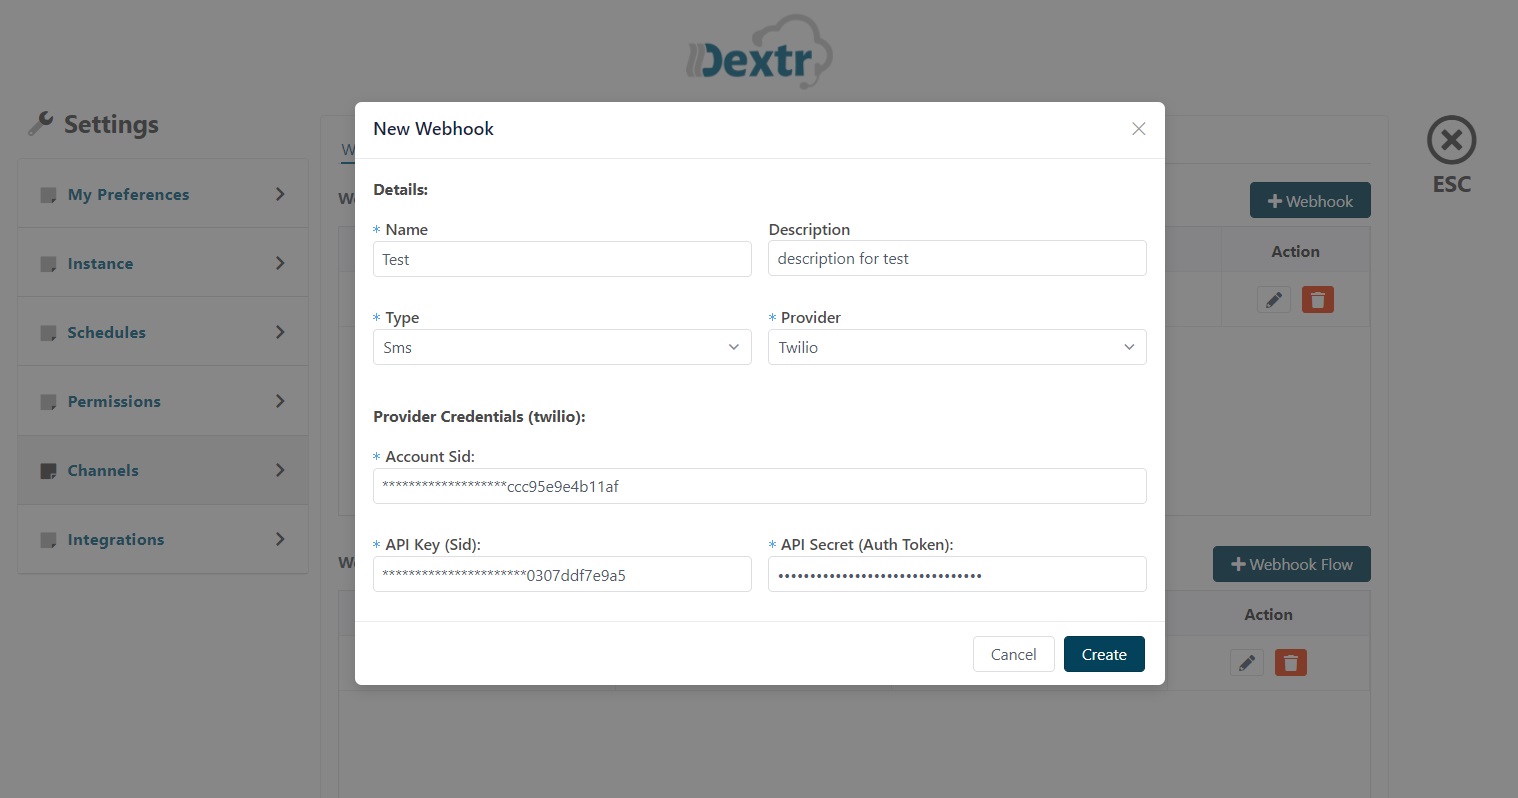 Dextr
Settings
New Webhook
ESC
Details:
My Preferences
+ Webhook
* Name
Description
Test
description for test
Action
Instance
* Type
* Provider
Sms
Twilio
Schedules
Permissions
Provider Credentials (twilio):
* Account Sid:
Channels
*******************ccc95e9e4b11af
* API Key (Sid):
* API Secret (Auth Token):
Integrations
**********************0307ddf7e9a5
••••••••••••••••••••••••••••••••
+ Webhook Flow
Action
Cancel
Create